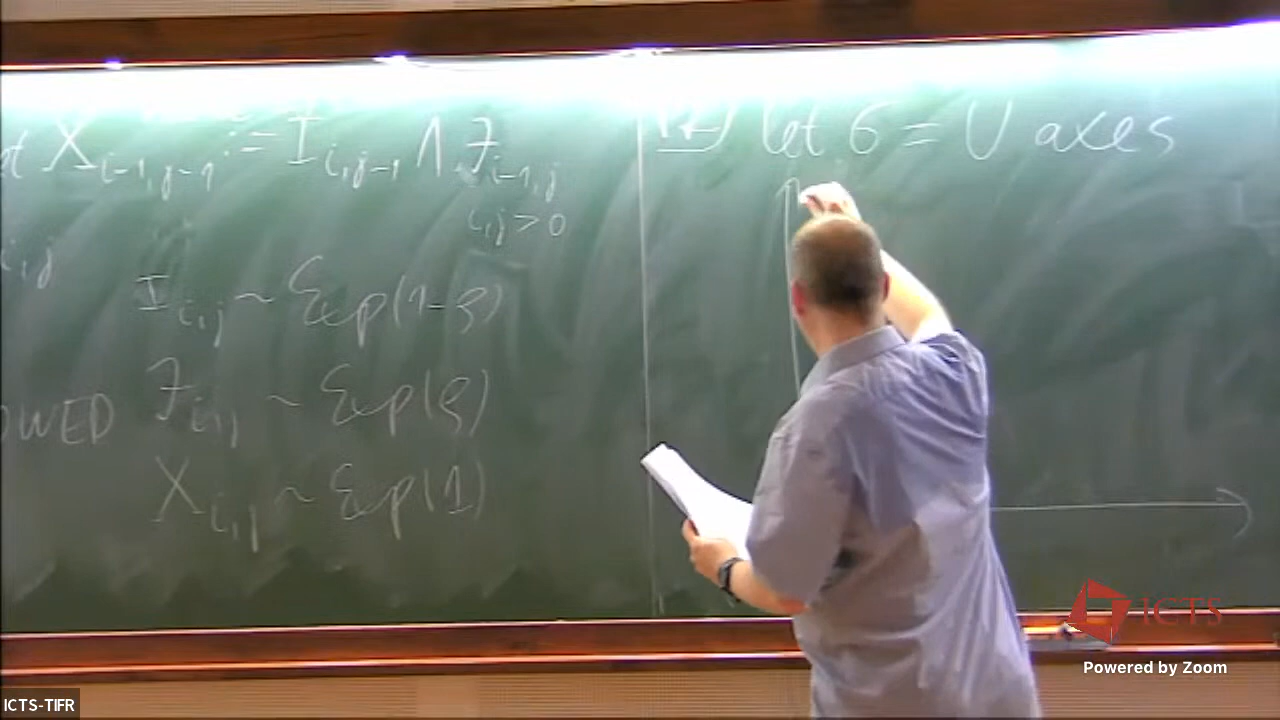 X_{i-1,j-1} := I_{i,j-1} ∧ J_{i-1,j}
i,j > 0
i,j
I_{i,j} ~ Exp(1-ϱ)
OWED J_{i,j} ~ Exp(ϱ)
X_{i,j} ~ Exp(1)
let σ = ∪ axes
ICTS
Powered by Zoom
ICTS-TIFR